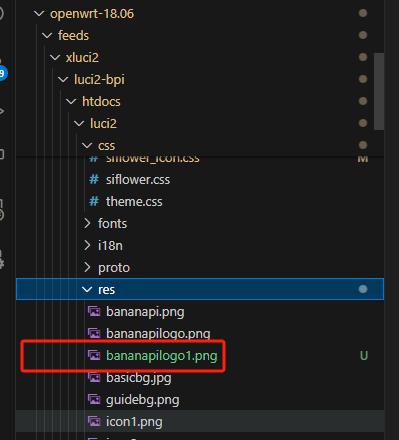 openwrt-18.06
feeds
xluci2
luci2-bpi
htdocs
luci2
css
siflower_icon.css M
# siflower.css
# theme.css
fonts
i18n
proto
res
bananapi.png
bananapilogo.png
bananapilogo1.png U
basicbg.jpg
guidebg.png
icon1.png